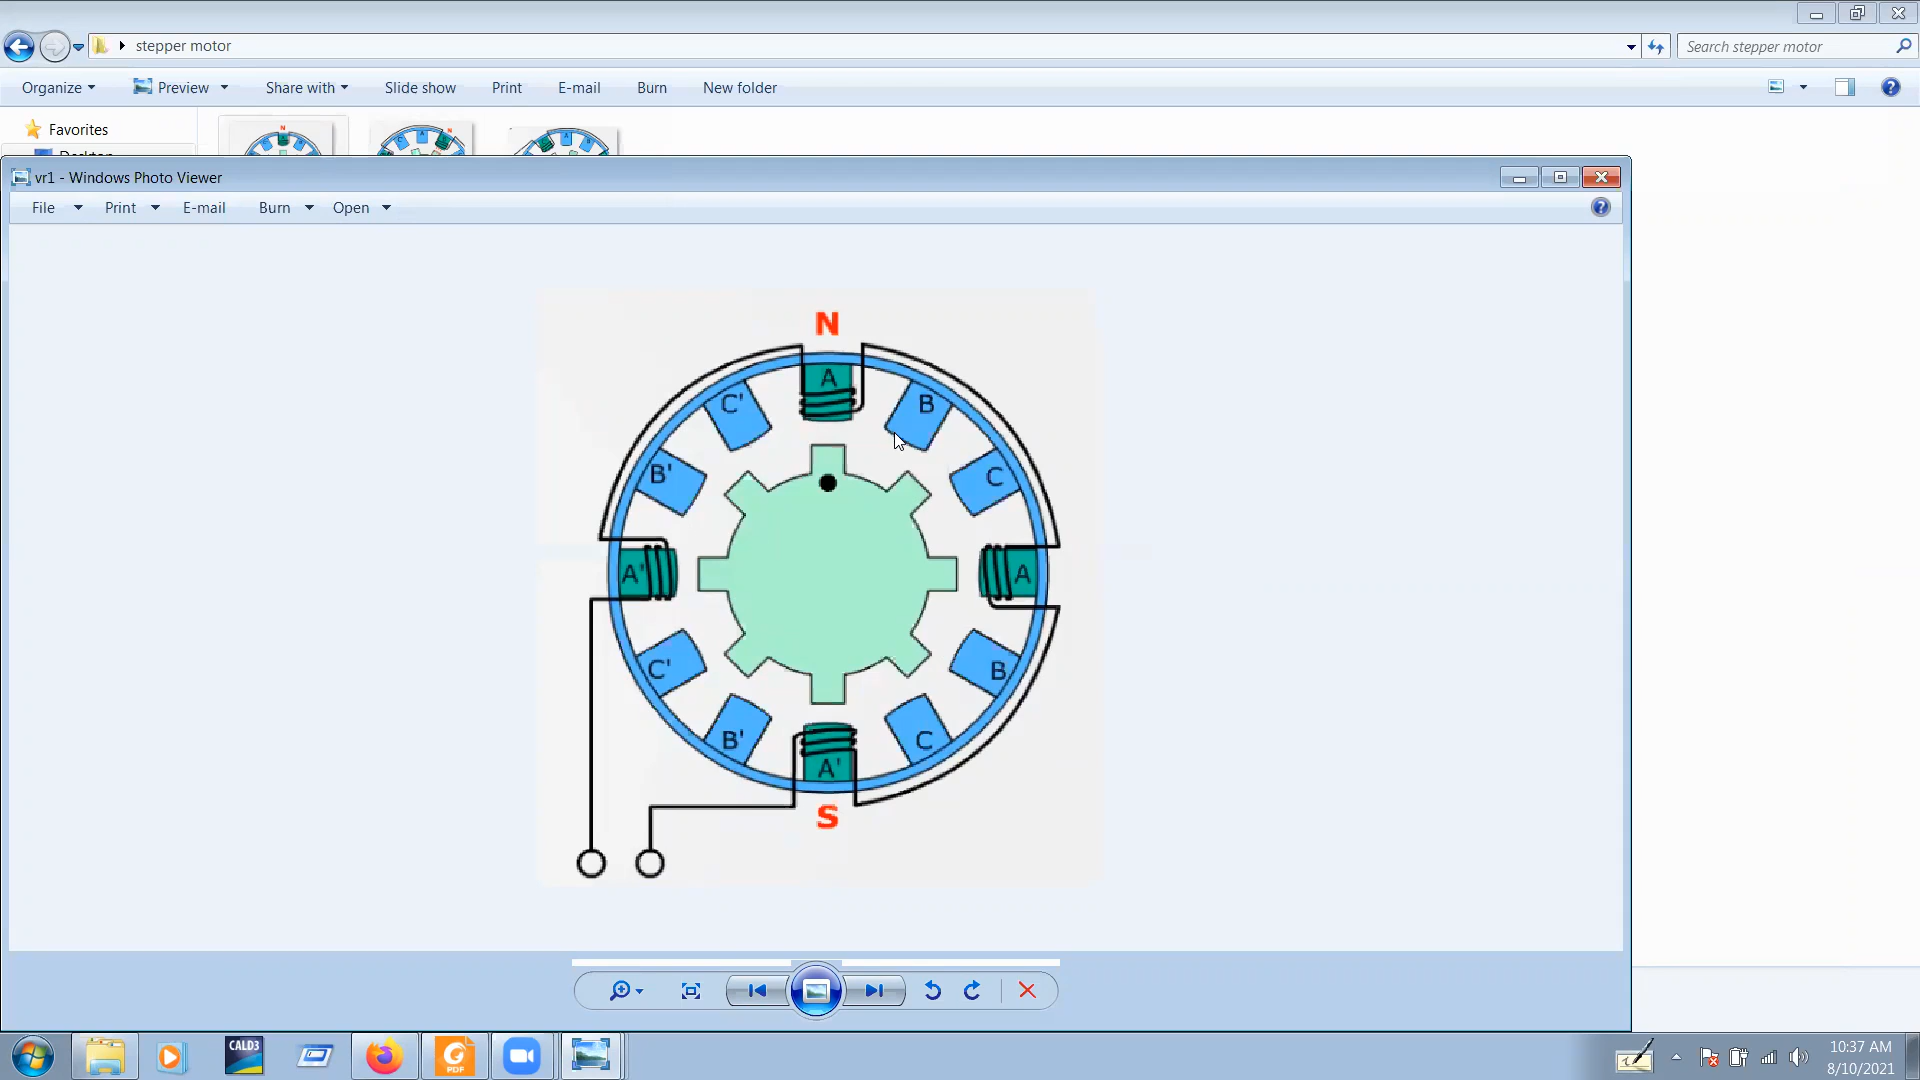 stepper motor
Search stepper motor
Organize
Preview
Share with
Slide show
Print
E-mail
Burn
New folder
Favorites
vr1 - Windows Photo Viewer
File
Print
E-mail
Burn
Open
N
A
C'
B
B'
C
A'
A
C'
B
B'
C
A'
S
CALD3
PDF
10:37 AM
8/10/2021